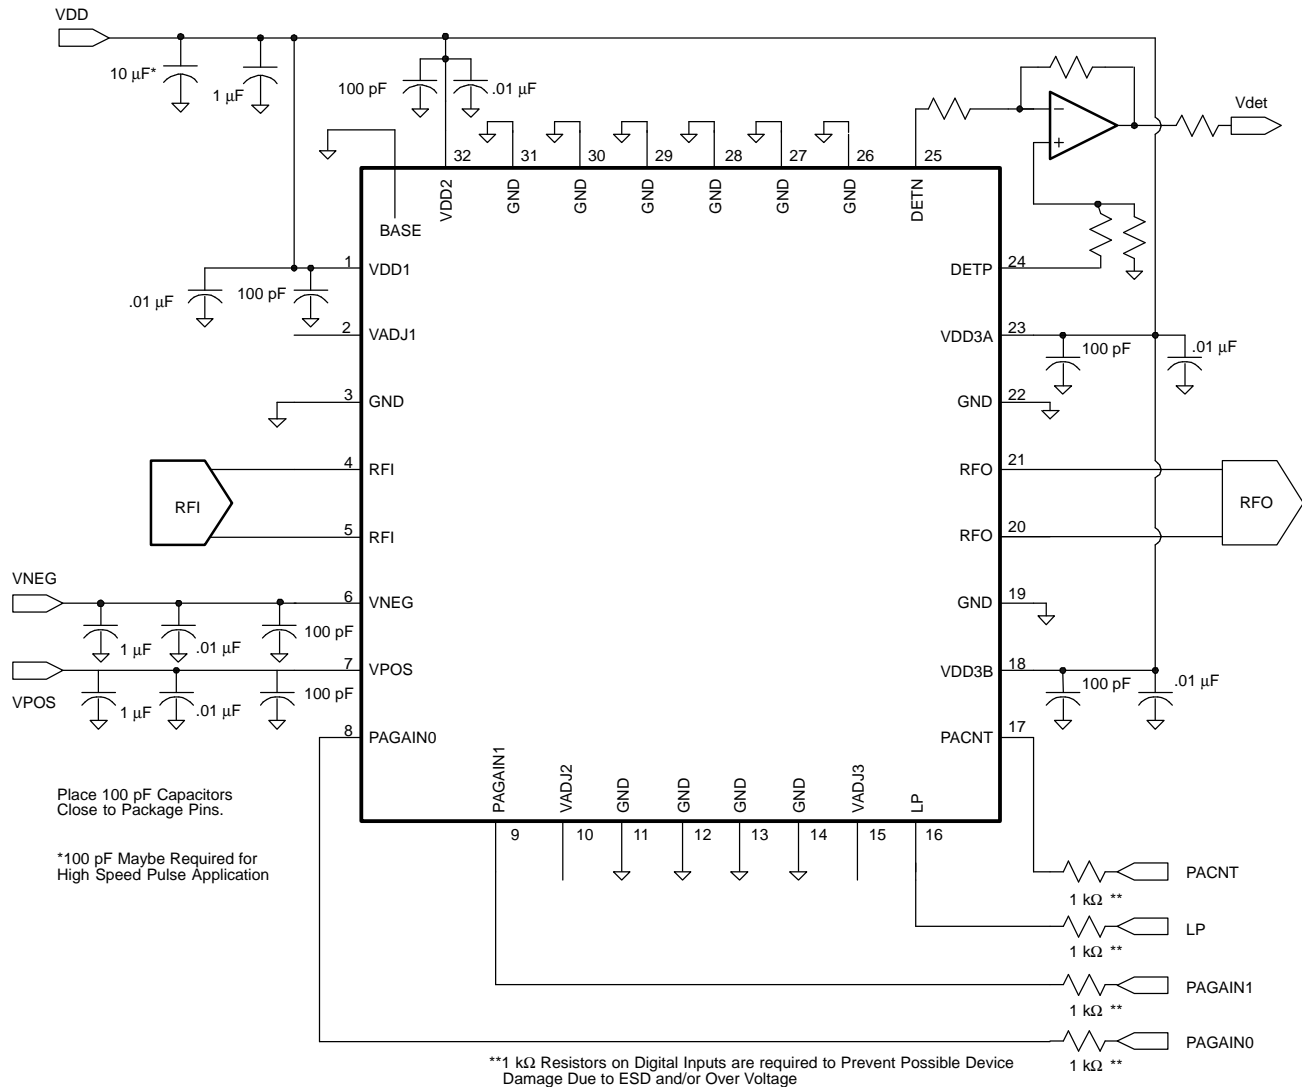 VDD
10 µF*
1 µF
100 pF
.01 µF
Vdet
−
+
32
31
30
29
28
27
26
25
VDD2
GND
GND
GND
GND
GND
GND
DETN
BASE
1
VDD1
.01 µF
100 pF
2
VADJ1
3
GND
4
RFI
RFI
5
RFI
VNEG
6
VNEG
1 µF
.01 µF
100 pF
7
VPOS
VPOS
1 µF
.01 µF
100 pF
8
PAGAIN0
DETP
24
VDD3A
23
100 pF
.01 µF
GND
22
RFO
21
RFO
RFO
20
GND
19
VDD3B
18
100 pF
.01 µF
PACNT
17
PAGAIN1
VADJ2
GND
GND
GND
GND
VADJ3
LP
9
10
11
12
13
14
15
16
Place 100 pF Capacitors
Close to Package Pins.
*100 pF Maybe Required for
High Speed Pulse Application
PACNT
1 kΩ **
LP
1 kΩ **
PAGAIN1
1 kΩ **
PAGAIN0
1 kΩ **
**1 kΩ Resistors on Digital Inputs are required to Prevent Possible Device
Damage Due to ESD and/or Over Voltage